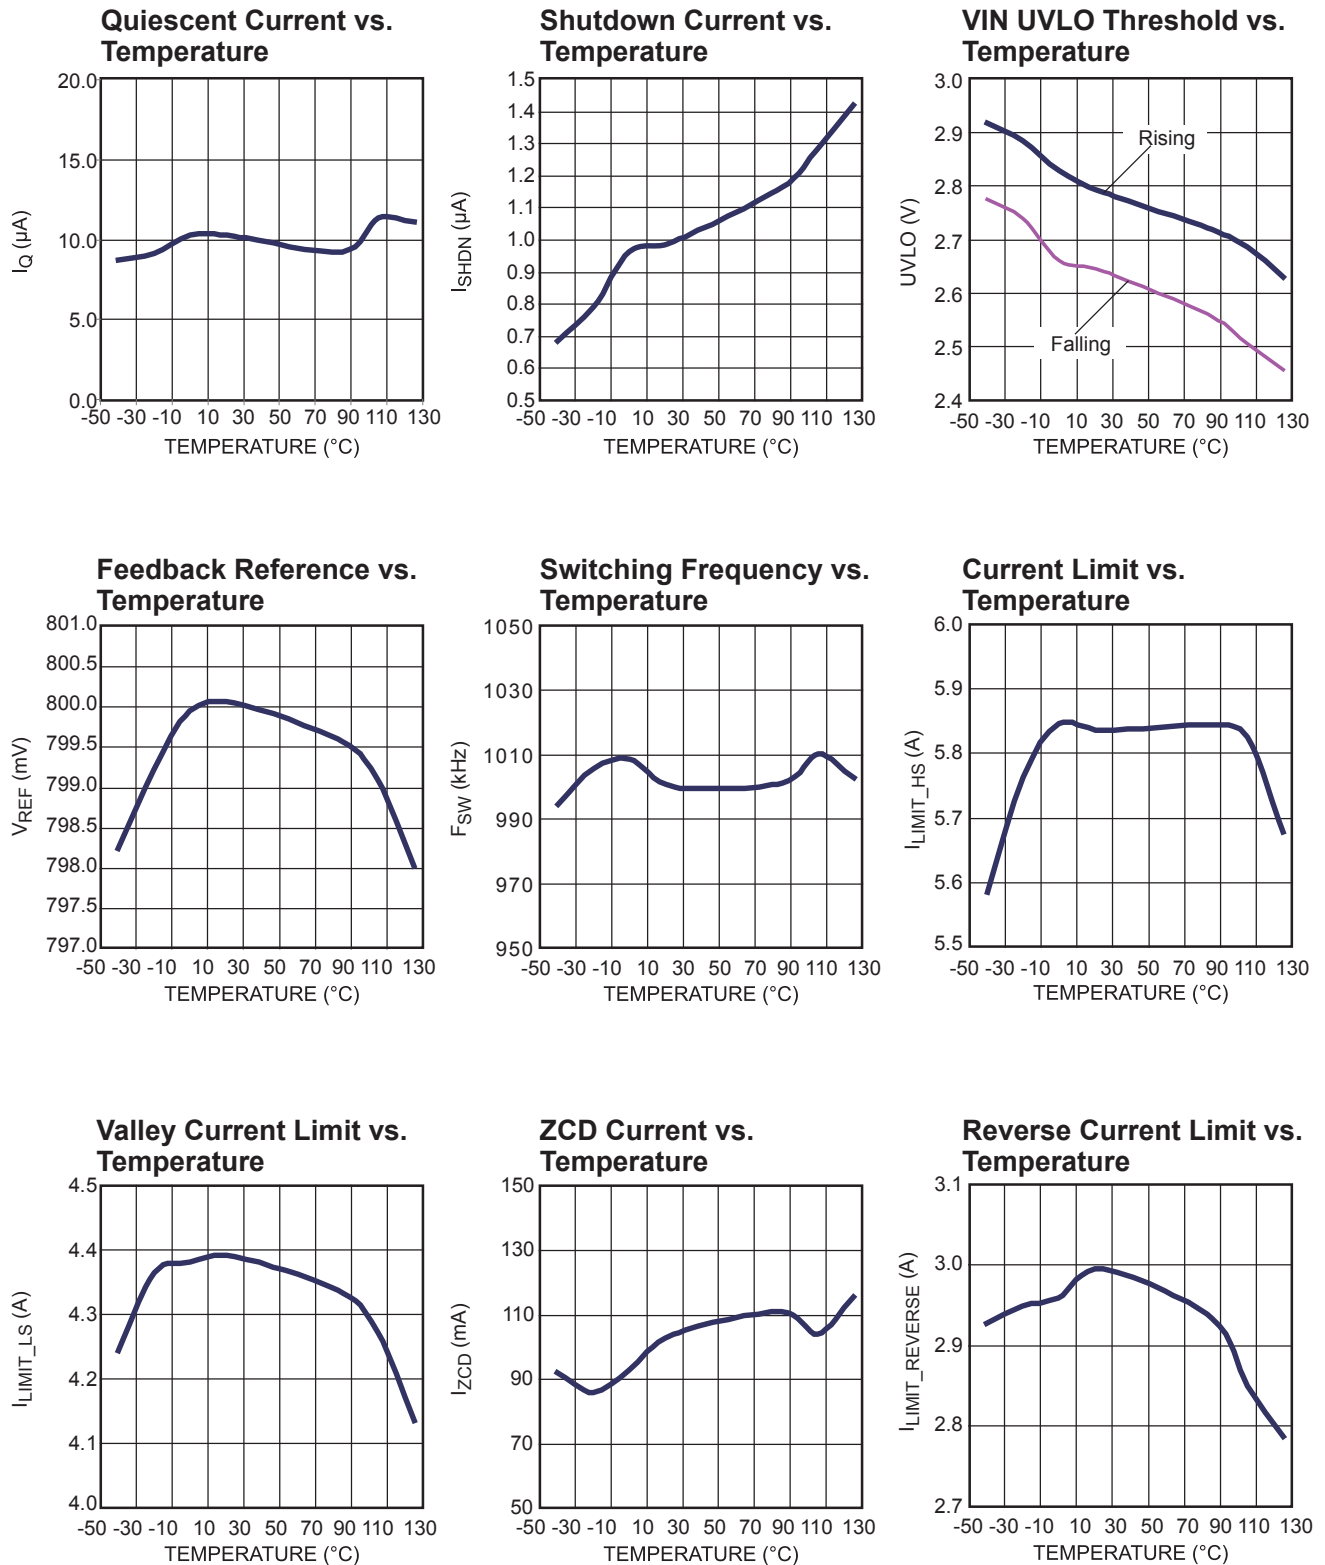 Quiescent Current vs.
Temperature
20.0
15.0
10.0
5.0
0.0
IQ (µA)
-50 -30 -10 10 30 50 70 90 110 130
TEMPERATURE (°C)
Shutdown Current vs.
Temperature
1.5
1.4
1.3
1.2
1.1
1.0
0.9
0.8
0.7
0.6
0.5
ISHDN (µA)
-50 -30 -10 10 30 50 70 90 110 130
TEMPERATURE (°C)
VIN UVLO Threshold vs.
Temperature
3.0
2.9
2.8
2.7
2.6
2.5
2.4
UVLO (V)
Rising
Falling
-50 -30 -10 10 30 50 70 90 110 130
TEMPERATURE (°C)
Feedback Reference vs.
Temperature
801.0
800.5
800.0
799.5
799.0
798.5
798.0
797.5
797.0
VREF (mV)
-50 -30 -10 10 30 50 70 90 110 130
TEMPERATURE (°C)
Switching Frequency vs.
Temperature
1050
1030
1010
990
970
950
FSW (kHz)
-50 -30 -10 10 30 50 70 90 110 130
TEMPERATURE (°C)
Current Limit vs.
Temperature
6.0
5.9
5.8
5.7
5.6
5.5
ILIMIT_HS (A)
-50 -30 -10 10 30 50 70 90 110 130
TEMPERATURE (°C)
Valley Current Limit vs.
Temperature
4.5
4.4
4.3
4.2
4.1
4.0
ILIMIT_LS (A)
-50 -30 -10 10 30 50 70 90 110 130
TEMPERATURE (°C)
ZCD Current vs.
Temperature
150
130
110
90
70
50
IZCD (mA)
-50 -30 -10 10 30 50 70 90 110 130
TEMPERATURE (°C)
Reverse Current Limit vs.
Temperature
3.1
3.0
2.9
2.8
2.7
ILIMIT_REVERSE (A)
-50 -30 -10 10 30 50 70 90 110 130
TEMPERATURE (°C)